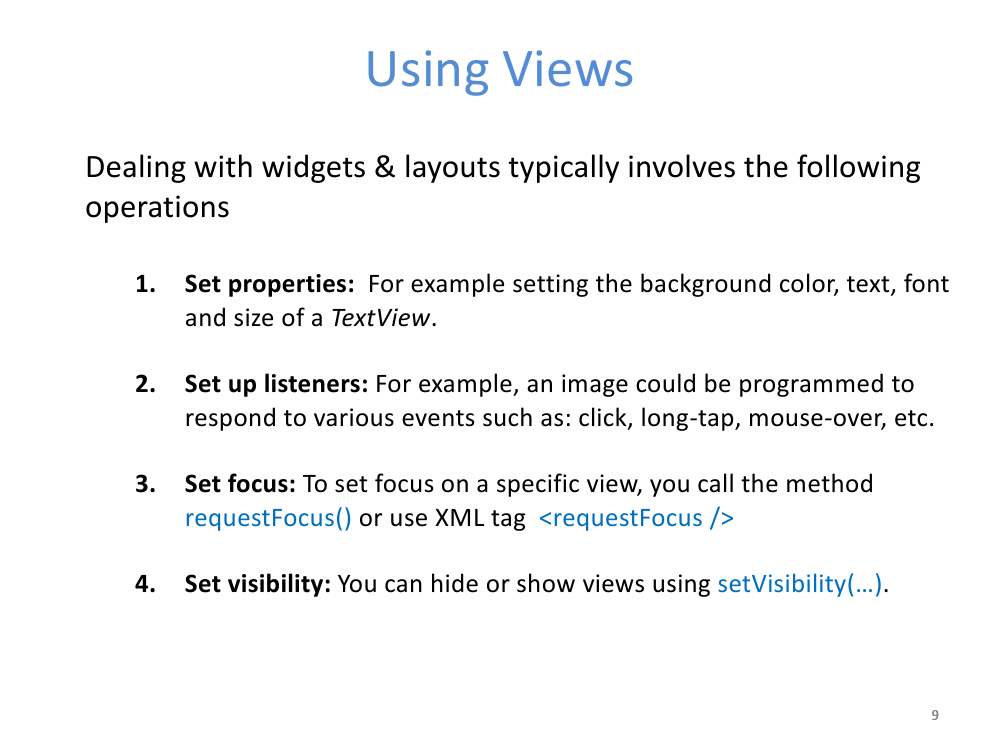 Using Views
Dealing with widgets & layouts typically involves the following
operations
1. Set properties: For example setting the background color, text, font
and size of a TextView.
2. Set up listeners: For example, an image could be programmed to
respond to various events such as: click, long-tap, mouse-over, etc.
3. Set focus: To set focus on a specific view, you call the method
requestFocus() or use XML tag <requestFocus />
4. Set visibility: You can hide or show views using setVisibility(…).
9